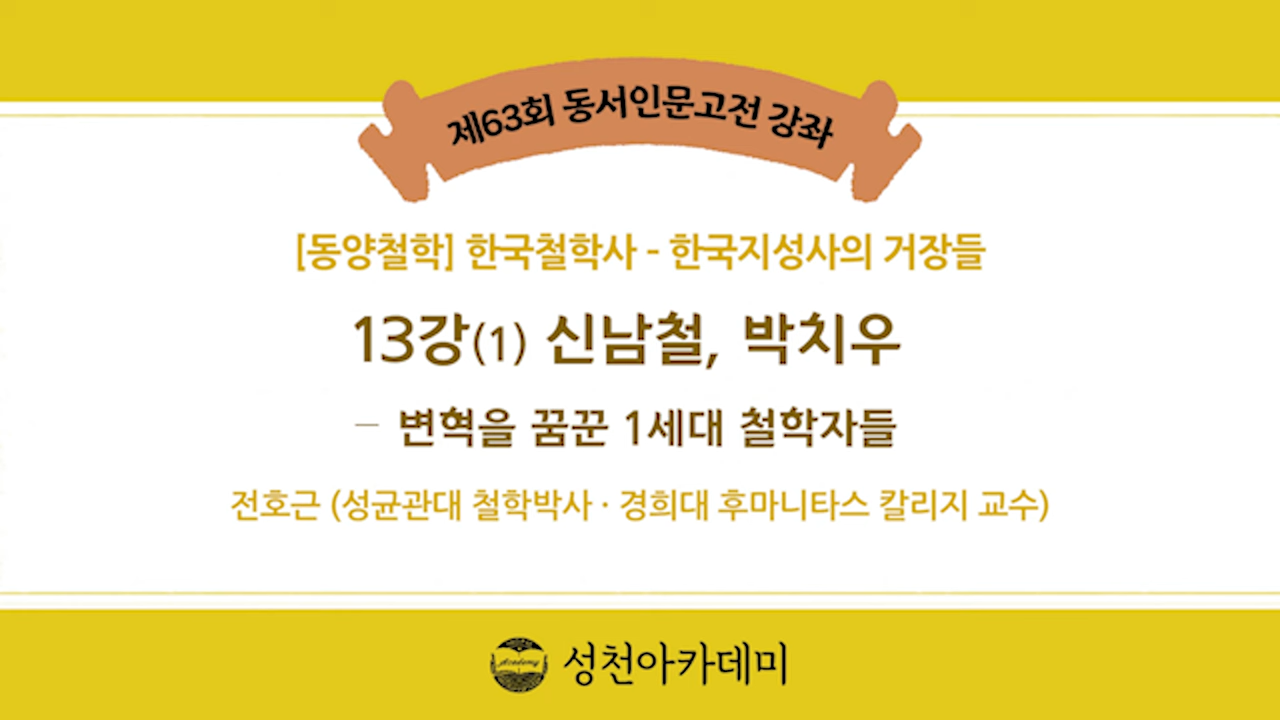 제63회 동서인문고전 강좌
[동양철학] 한국철학사 - 한국지성사의 거장들
13강(1) 신남철, 박치우
– 변혁을 꿈꾼 1세대 철학자들
전호근 (성균관대 철학박사 · 경희대 후마니타스 칼리지 교수)
Academy
성천아카데미